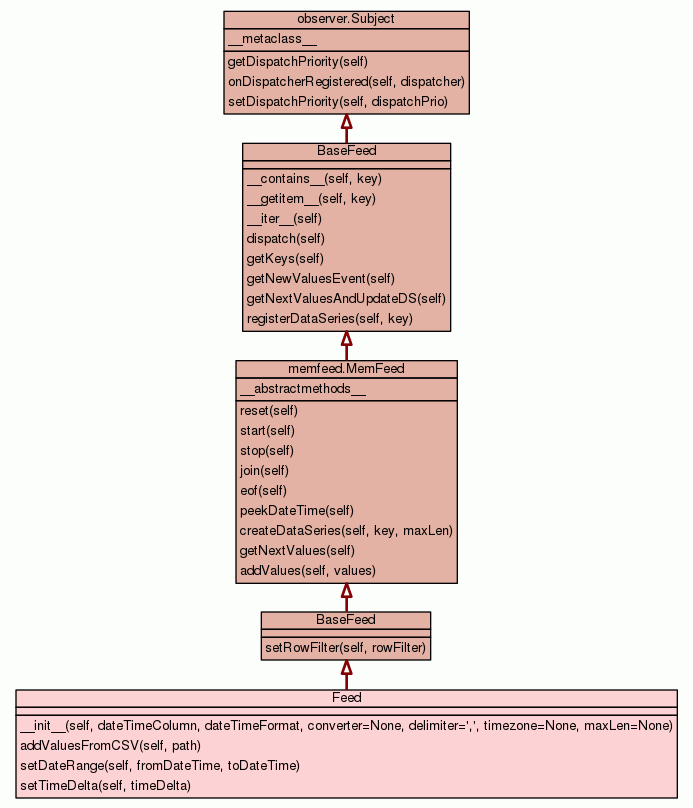 observer.Subject
__metaclass__
getDispatchPriority(self)
onDispatcherRegistered(self, dispatcher)
setDispatchPriority(self, dispatchPrio)
BaseFeed
__contains__(self, key)
__getitem__(self, key)
__iter__(self)
dispatch(self)
getKeys(self)
getNewValuesEvent(self)
getNextValuesAndUpdateDS(self)
registerDataSeries(self, key)
memfeed.MemFeed
__abstractmethods__
reset(self)
start(self)
stop(self)
join(self)
eof(self)
peekDateTime(self)
createDataSeries(self, key, maxLen)
getNextValues(self)
addValues(self, values)
BaseFeed
setRowFilter(self, rowFilter)
Feed
__init__(self, dateTimeColumn, dateTimeFormat, converter=None, delimiter=',', timezone=None, maxLen=None)
addValuesFromCSV(self, path)
setDateRange(self, fromDateTime, toDateTime)
setTimeDelta(self, timeDelta)